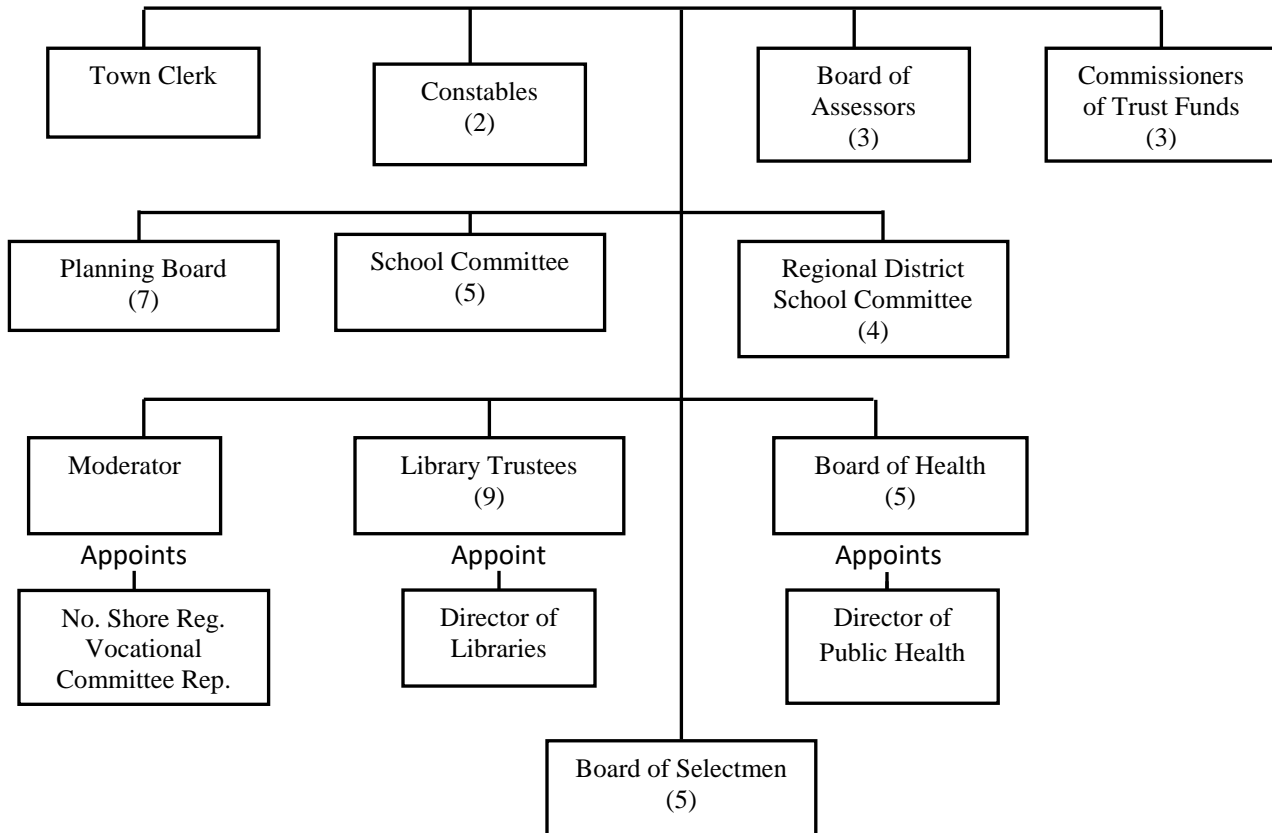 Town Clerk
Constables
(2)
Board of
Assessors
(3)
Commissioners
of Trust Funds
(3)
Planning Board
(7)
School Committee
(5)
Regional District
School Committee
(4)
Moderator
Library Trustees
(9)
Board of Health
(5)
Appoints
Appoint
Appoints
No. Shore Reg.
Vocational
Committee Rep.
Director of
Libraries
Director of
Public Health
Board of Selectmen
(5)